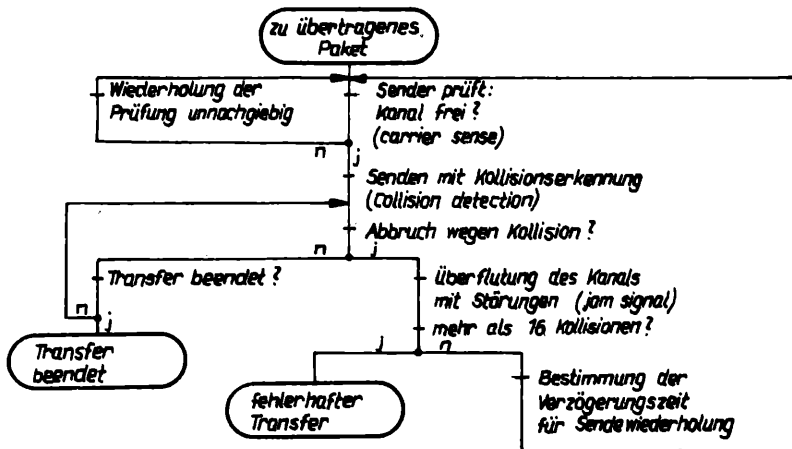 zu übertragenes
Paket
Wiederholung der
Prüfung unnachgiebig
Sender prüft:
Kanal frei?
(carrier sense)
n
j
Senden mit Kollisionserkennung
(Collision detection)
Abbruch wegen Kollision?
n
j
Transfer beendet?
Überflutung des Kanals
mit Störungen (jam signal)
n
j
mehr als 16 Kollisionen?
Transfer
beendet
j
n
fehlerhafter
Transfer
Bestimmung der
Verzögerungszeit
für Sendewiederholung